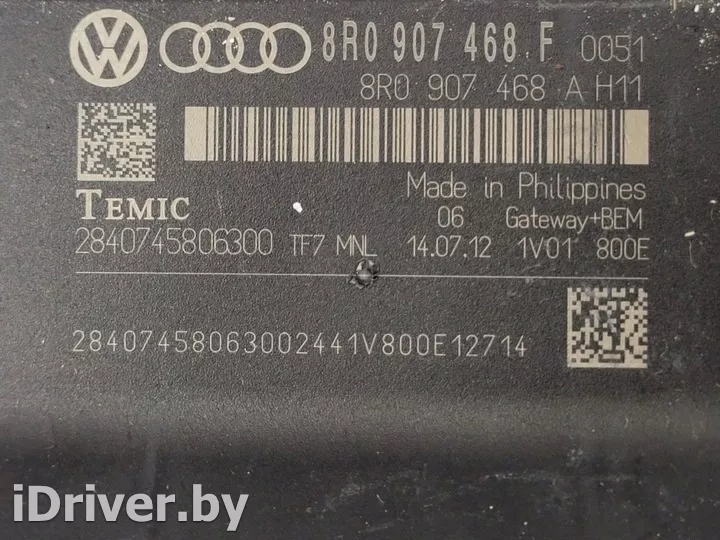 8R0 907 468 F 0051
8R0 907 468 A H11
TEMIC
Made in Philippines
06 Gateway+BEM
2840745806300 TF7 MNL 14.07.12 1V01 800E
28407458063002441V800E12714
iDriver.by